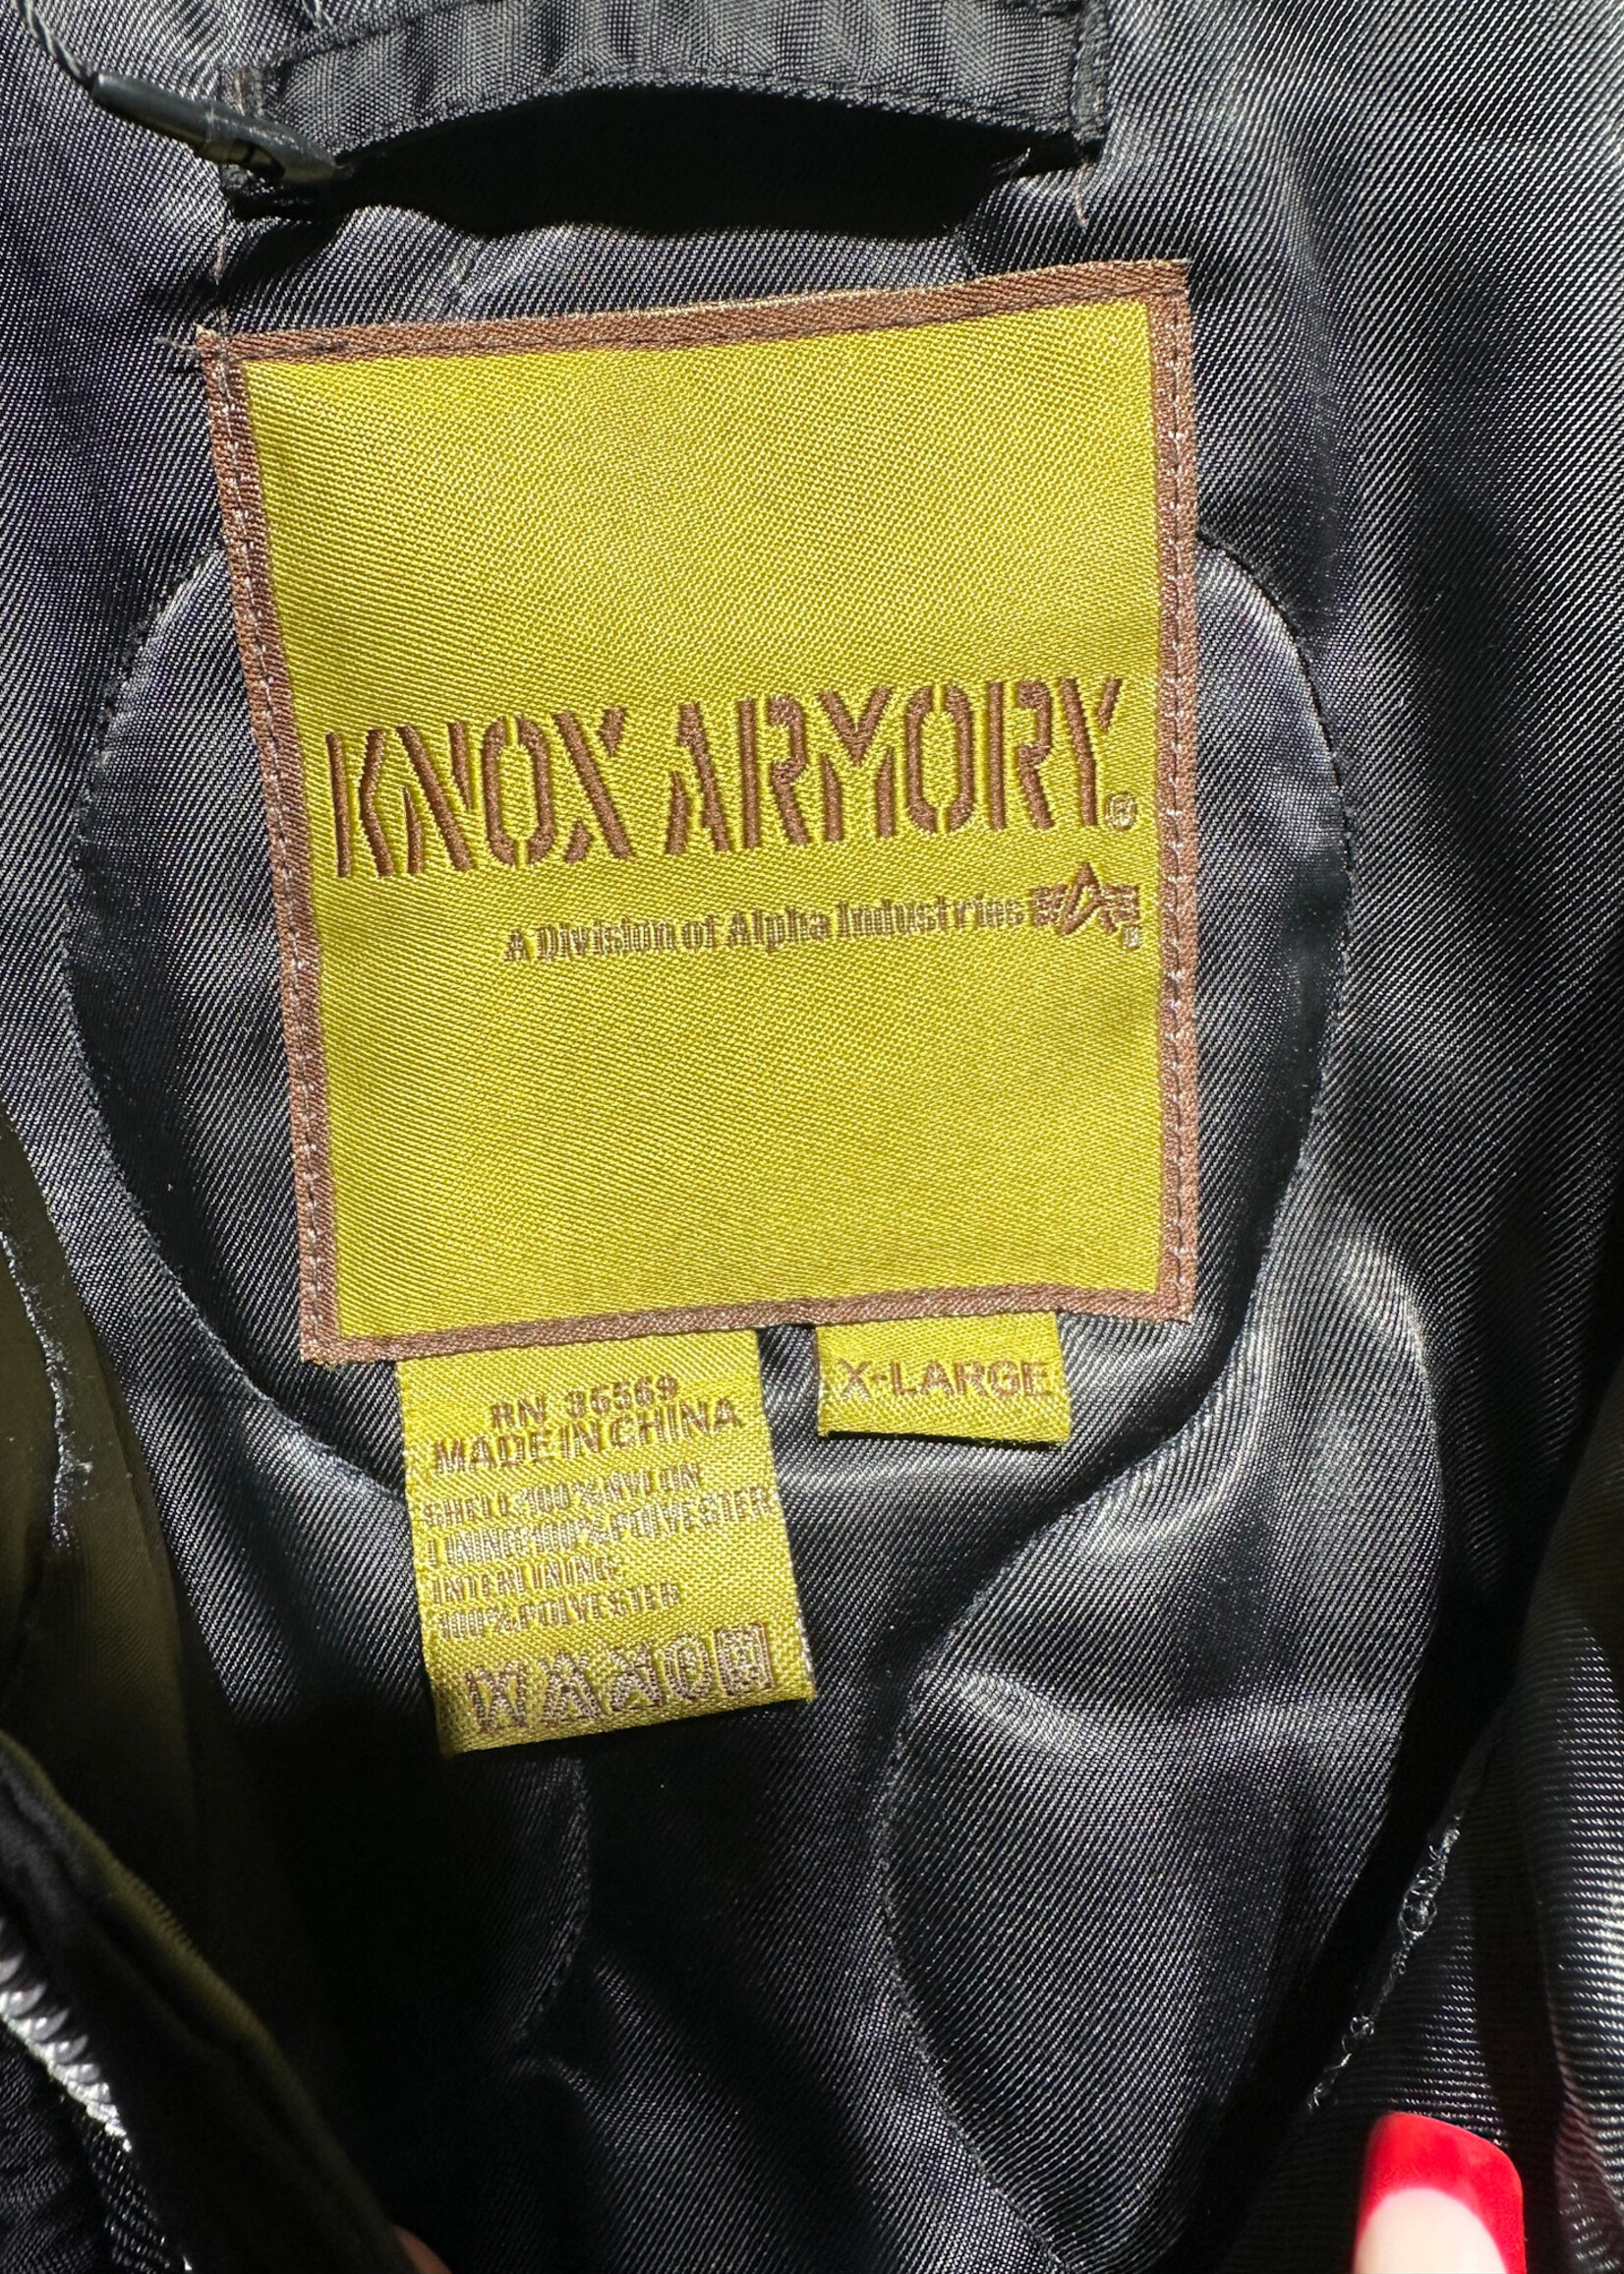 KNOX ARMORY®
A Division of Alpha Industries
X-LARGE
RN 36569
MADE IN CHINA
SHELL:100%NYLON
LINING:100%POLYESTER
INTERLINING:
100%POLYESTER